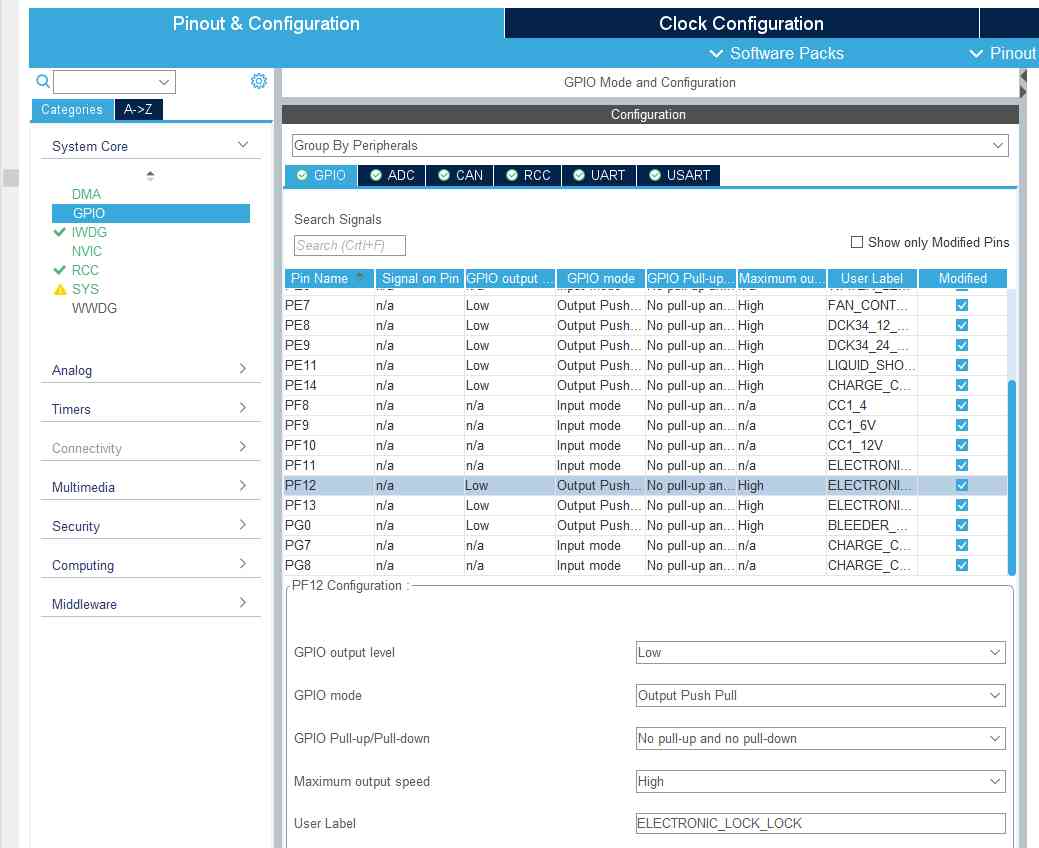 Pinout & Configuration
Clock Configuration
Software Packs
Pinout
GPIO Mode and Configuration
Categories
A->Z
System Core
DMA
GPIO
IWDG
NVIC
RCC
SYS
WWDG
Analog
Timers
Connectivity
Multimedia
Security
Computing
Middleware
Configuration
Group By Peripherals
GPIO ADC CAN RCC UART USART
Search Signals
Search (Crtl+F)
Show only Modified Pins
Pin Name Signal on Pin GPIO output ... GPIO mode GPIO Pull-up... Maximum ou... User Label Modified
PE7 n/a Low Output Push... No pull-up an... High FAN_CONT...
PE8 n/a Low Output Push... No pull-up an... High DCK34_12_...
PE9 n/a Low Output Push... No pull-up an... High DCK34_24_...
PE11 n/a Low Output Push... No pull-up an... High LIQUID_SHO...
PE14 n/a Low Output Push... No pull-up an... High CHARGE_C...
PF8 n/a n/a Input mode No pull-up an... n/a CC1_4
PF9 n/a n/a Input mode No pull-up an... n/a CC1_6V
PF10 n/a n/a Input mode No pull-up an... n/a CC1_12V
PF11 n/a n/a Input mode No pull-up an... n/a ELECTRONI...
PF12 n/a Low Output Push... No pull-up an... High ELECTRONI...
PF13 n/a Low Output Push... No pull-up an... High ELECTRONI...
PG0 n/a Low Output Push... No pull-up an... High BLEEDER_...
PG7 n/a n/a Input mode No pull-up an... n/a CHARGE_C...
PG8 n/a n/a Input mode No pull-up an... n/a CHARGE_C...
PF12 Configuration :
GPIO output level Low
GPIO mode Output Push Pull
GPIO Pull-up/Pull-down No pull-up and no pull-down
Maximum output speed High
User Label ELECTRONIC_LOCK_LOCK